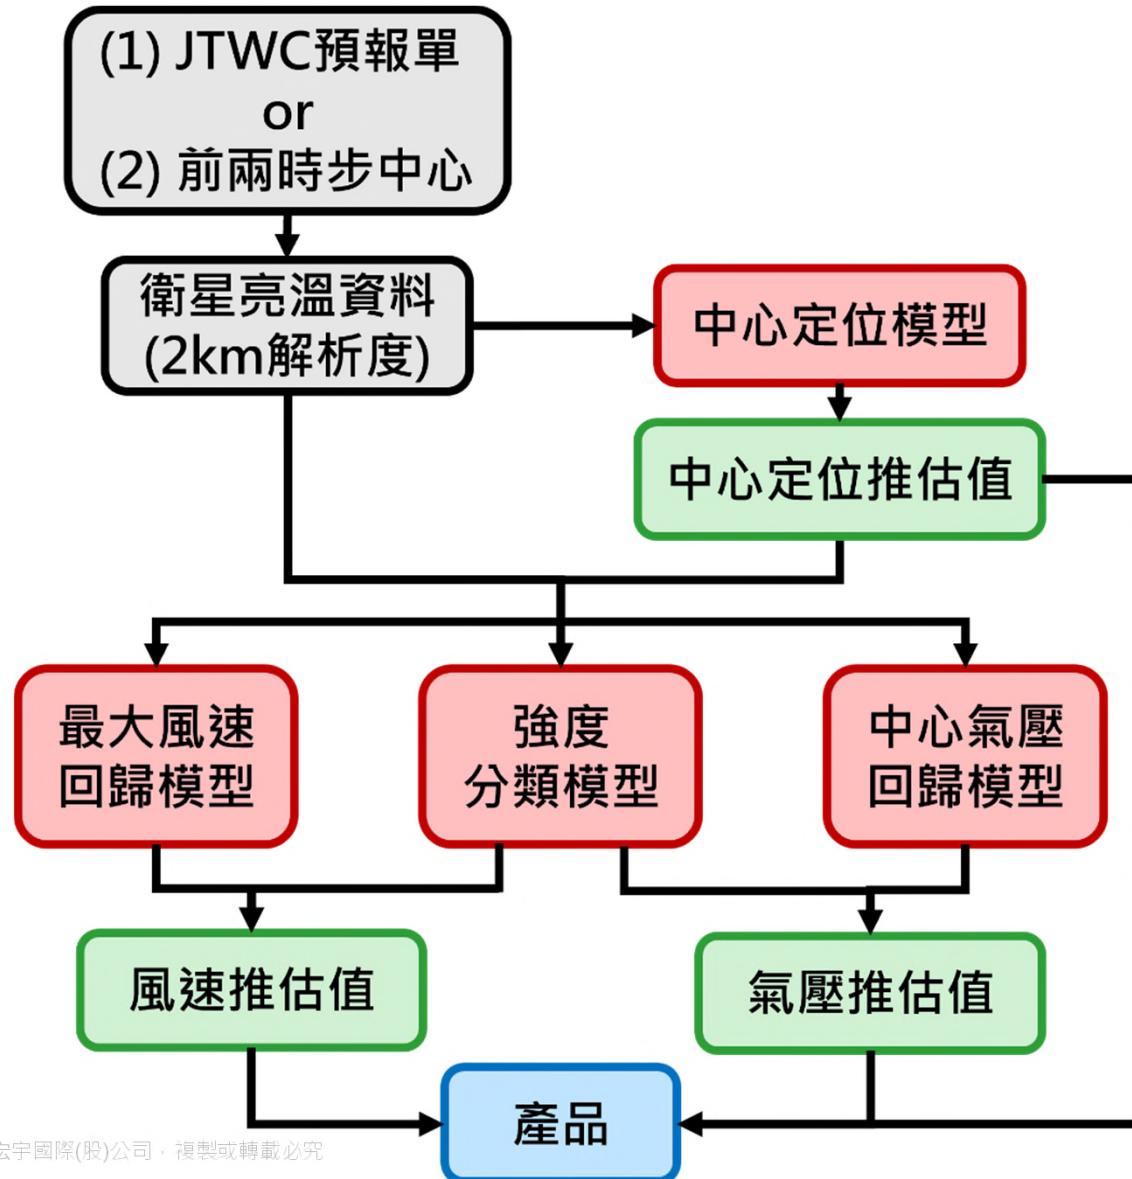 (1) JTWC預報單
or
(2) 前兩時步中心
衛星亮溫資料
(2km解析度)
中心定位模型
中心定位推估值
最大風速
回歸模型
強度
分類模型
中心氣壓
回歸模型
風速推估值
氣壓推估值
產品
宏宇國際(股)公司，複製或轉載必究